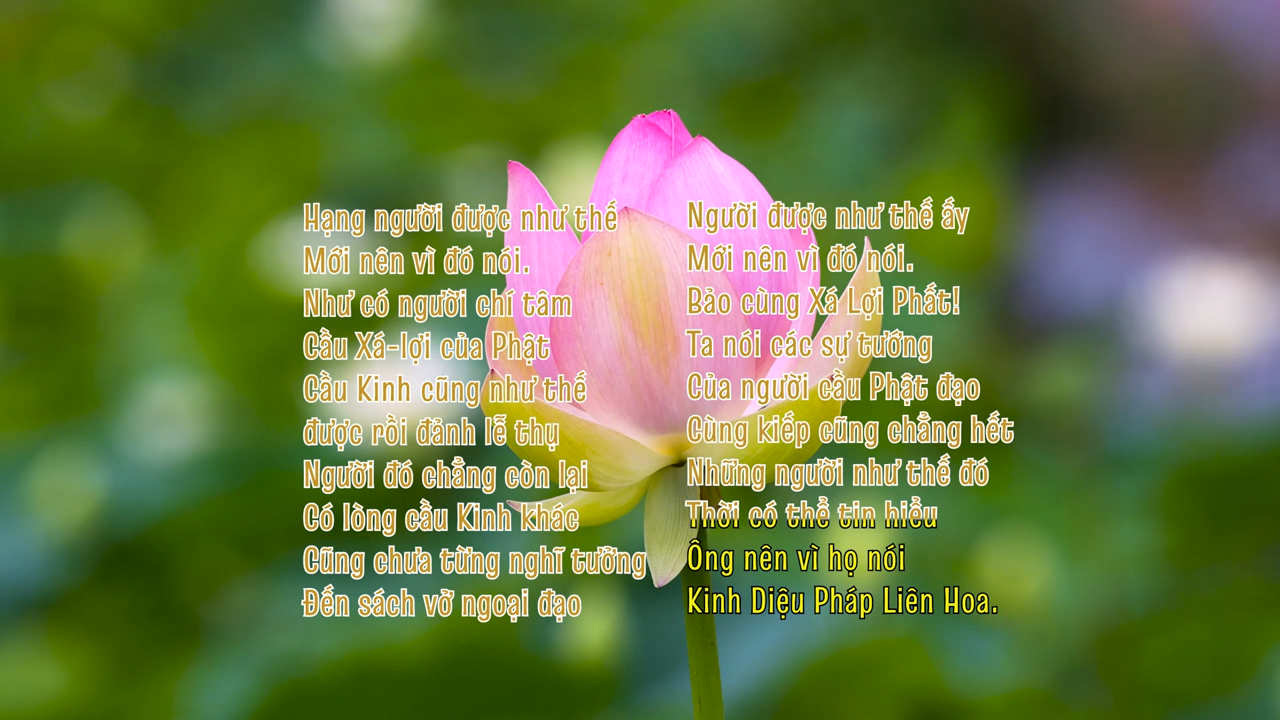 Hạng người được như thế
Mới nên vì đó nói.
Như có người chí tâm
Cầu Xá-lợi của Phật
Cầu Kinh cũng như thế
được rồi đảnh lễ thụ
Người đó chẳng còn lại
Có lòng cầu Kinh khác
Cũng chưa từng nghĩ tưởng
Đến sách vở ngoại đạo
Người được như thế ấy
Mới nên vì đó nói.
Bảo cùng Xá Lợi Phất!
Ta nói các sự tướng
Của người cầu Phật đạo
Cùng kiếp cũng chẳng hết
Những người như thế đó
Thời có thể tin hiểu
Ông nên vì họ nói
Kinh Diệu Pháp Liên Hoa.